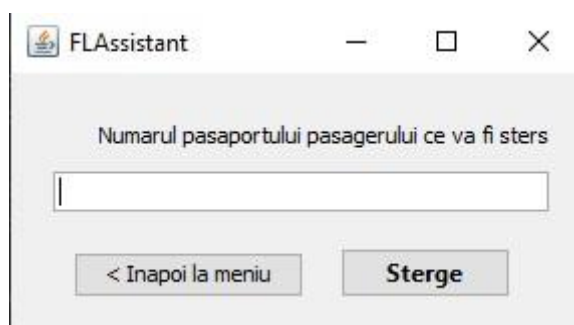 FLAssistant
Numarul pasaportului pasagerului ce va fi sters
< Inapoi la meniu
Sterge